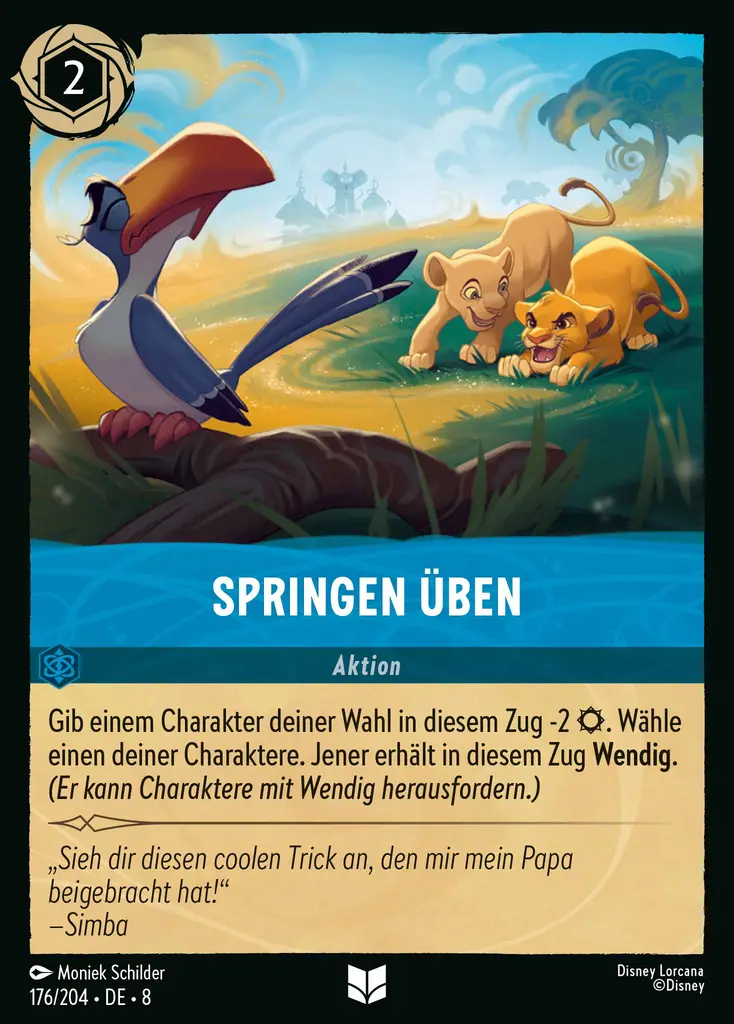 2
SPRINGEN ÜBEN
Aktion
Gib einem Charakter deiner Wahl in diesem Zug -2 . Wähle
einen deiner Charaktere. Jener erhält in diesem Zug Wendig.
(Er kann Charaktere mit Wendig herausfordern.)
„Sieh dir diesen coolen Trick an, den mir mein Papa
beigebracht hat!“
–Simba
Moniek Schilder
176/204 • DE • 8
Disney Lorcana
©Disney